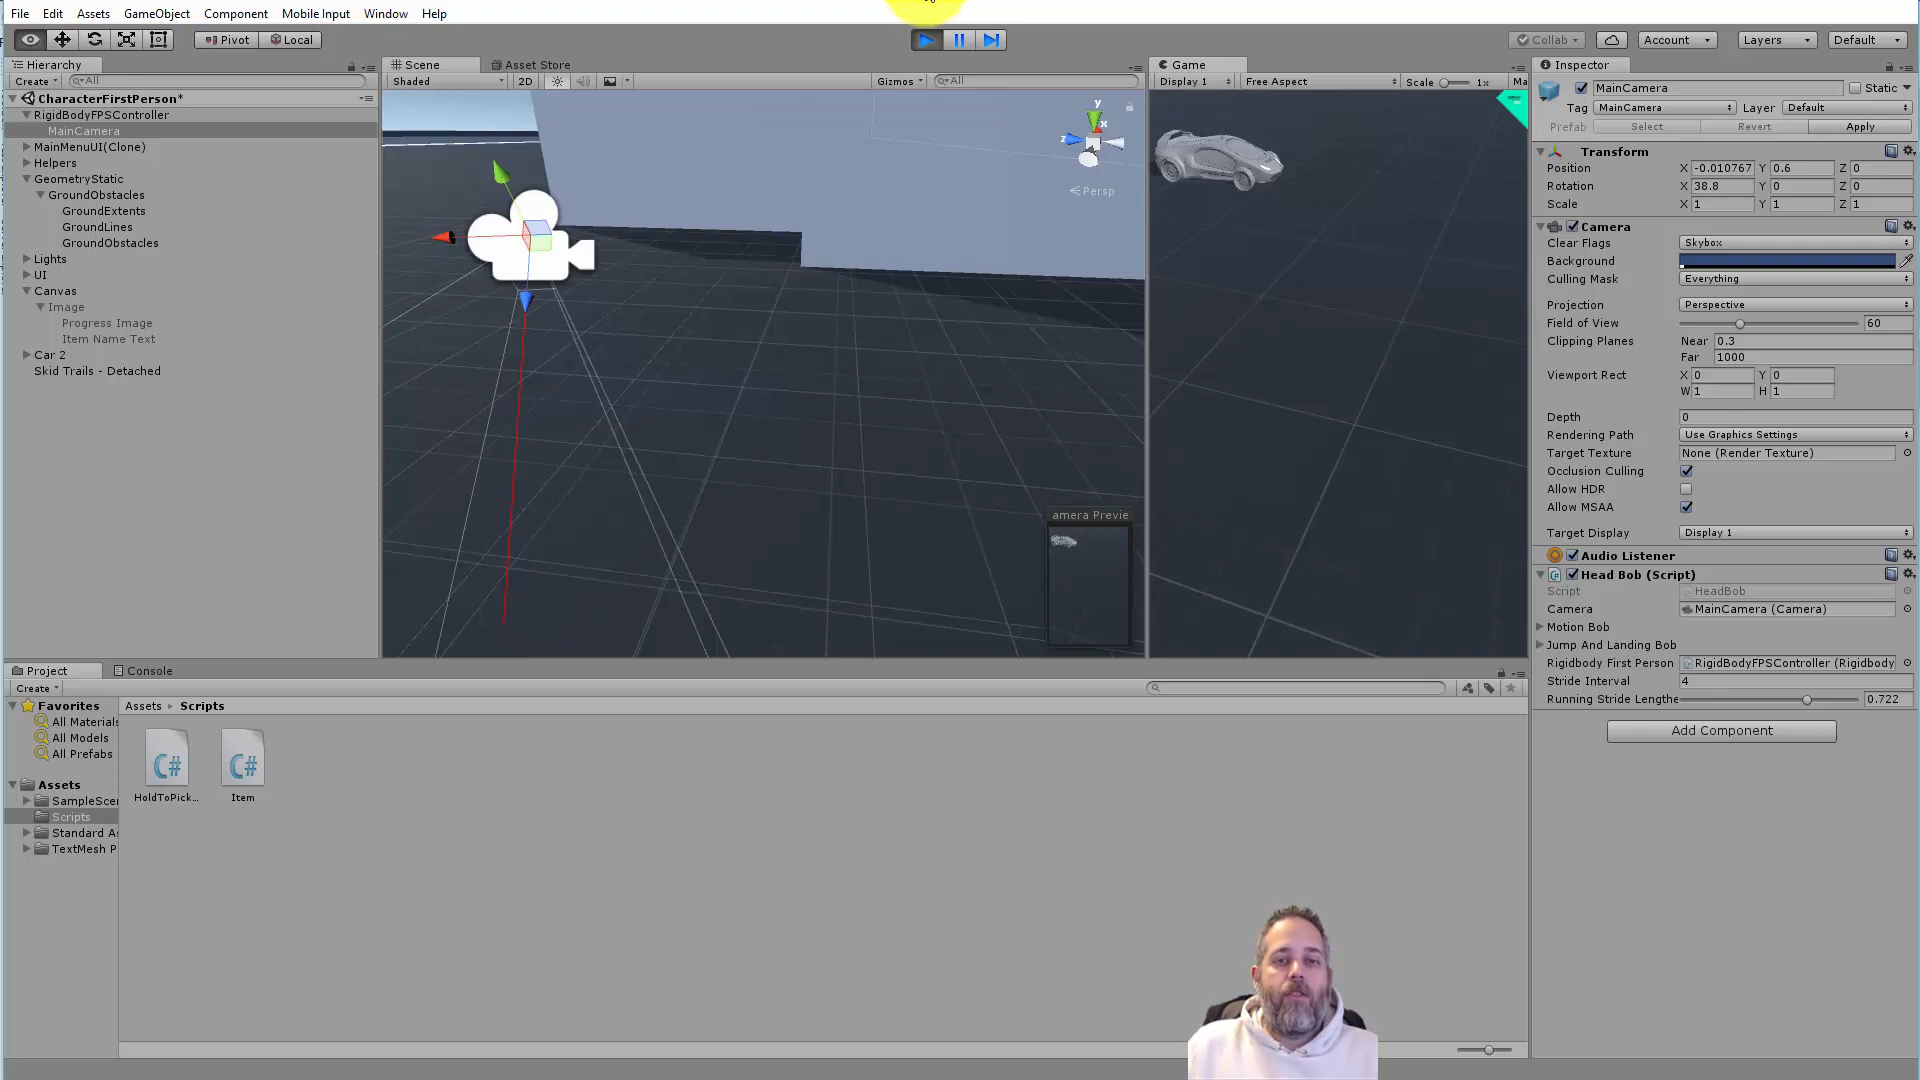 File Edit Assets GameObject Component Mobile Input Window Help
Pivot Local Collab Account Layers Default
Hierarchy
Create All
CharacterFirstPerson*
RigidBodyFPSController
MainCamera
MainMenuUI(Clone)
Helpers
GeometryStatic
GroundObstacles
GroundExtents
GroundLines
GroundObstacles
Lights
UI
Canvas
Image
Progress Image
Item Name Text
Car 2
Skid Trails - Detached
Scene Asset Store
Shaded 2D Gizmos All
y
x
z
Persp
amera Previe
Game
Display 1 Free Aspect Scale 1x Ma
Inspector
MainCamera Static
Tag MainCamera Layer Default
Prefab Select Revert Apply
Transform
Position X -0.010767 Y 0.6 Z 0
Rotation X 38.8 Y 0 Z 0
Scale X 1 Y 1 Z 1
Camera
Clear Flags Skybox
Background
Culling Mask Everything
Projection Perspective
Field of View 60
Clipping Planes Near 0.3
Far 1000
Viewport Rect X 0 Y 0
W 1 H 1
Depth 0
Rendering Path Use Graphics Settings
Target Texture None (Render Texture)
Occlusion Culling
Allow HDR
Allow MSAA
Target Display Display 1
Audio Listener
Head Bob (Script)
Script HeadBob
Camera MainCamera (Camera)
Motion Bob
Jump And Landing Bob
Rigidbody First Person RigidBodyFPSController (Rigidbody
Stride Interval 4
Running Stride Lengthe 0.722
Add Component
Project Console
Create
Favorites
All Materials
All Models
All Prefabs
Assets
SampleScen
Scripts
Standard As
TextMesh P
Assets Scripts
C# C#
HoldToPick... Item